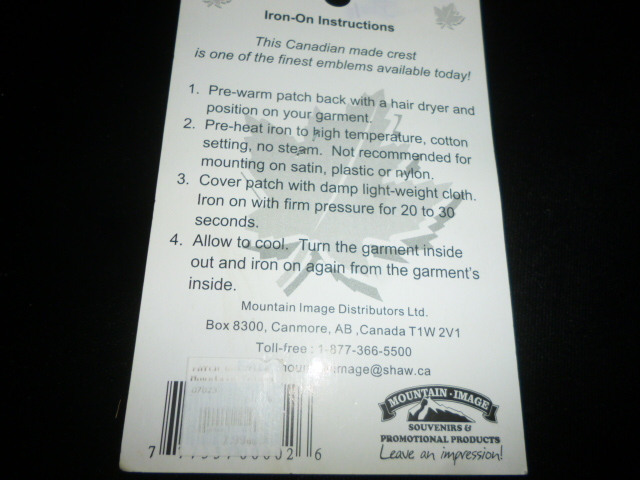 Iron-On Instructions
This Canadian made crest
is one of the finest emblems available today!
1. Pre-warm patch back with a hair dryer and
position on your garment.
2. Pre-heat iron to high temperature, cotton
setting, no steam. Not recommended for
mounting on satin, plastic or nylon.
3. Cover patch with damp light-weight cloth.
Iron on with firm pressure for 20 to 30
seconds.
4. Allow to cool. Turn the garment inside
out and iron on again from the garment's
inside.
Mountain Image Distributors Ltd.
Box 8300, Canmore, AB ,Canada T1W 2V1
Toll-free : 1-877-366-5500
image@shaw.ca
MOUNTAIN · IMAGE
SOUVENIRS &
PROMOTIONAL PRODUCTS
Leave an impression!